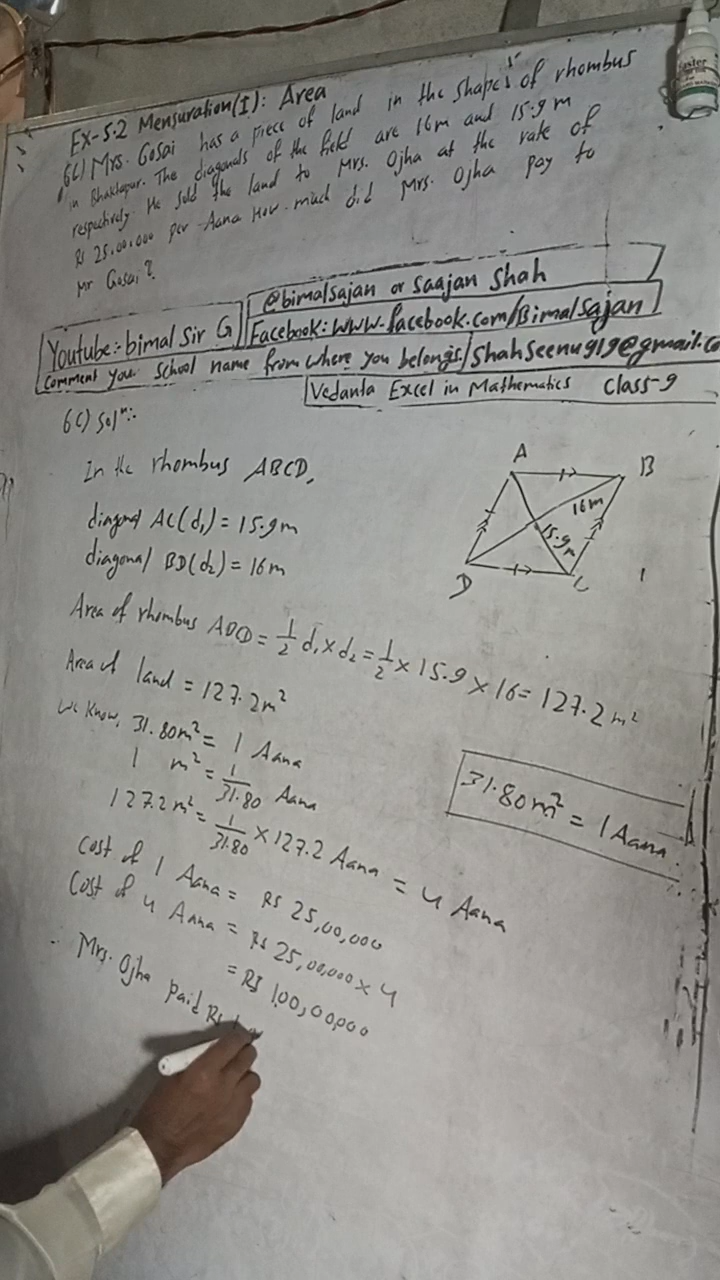 Ex-5.2 Mensuration(I): Area
6c) Mrs. Gosai has a piece of land in the shapes of rhombus
in Bhaktapur. The diagonals of the field are 16m and 15.9m
respectively. He sold the land to Mrs. Ojha at the rate of
Rs 25,00,000 per Aana How much did Mrs. Ojha pay to
Mr Gosai?
@bimalsajan or Saajan Shah
Youtube:- bimal Sir G
Facebook: www.facebook.com/Bimalsajan
Comment your school name from where you belongs/Shahseenu919@gmail.co
Vedanta Excel in Mathematics Class-9
6c) Solⁿ:-
In the rhombus ABCD,
diagonal AC(d₁) = 15.9m
diagonal BD(d₂) = 16m
A
B
16m
15.9m
D
C
Area of rhombus ABCD = 1/2 d₁ × d₂ = 1/2 × 15.9 × 16 = 127.2 m²
Area of land = 127.2m²
We know, 31.80m² = 1 Aana
1 m² = 1/31.80 Aana
127.2 m² = 1/31.80 × 127.2 Aana = 4 Aana
31.80m² = 1 Aana.
Cost of 1 Aana = Rs 25,00,000
Cost of 4 Aana = Rs 25,00,000 × 4
= Rs 1,00,00,000
∴ Mrs. Ojha paid Rs